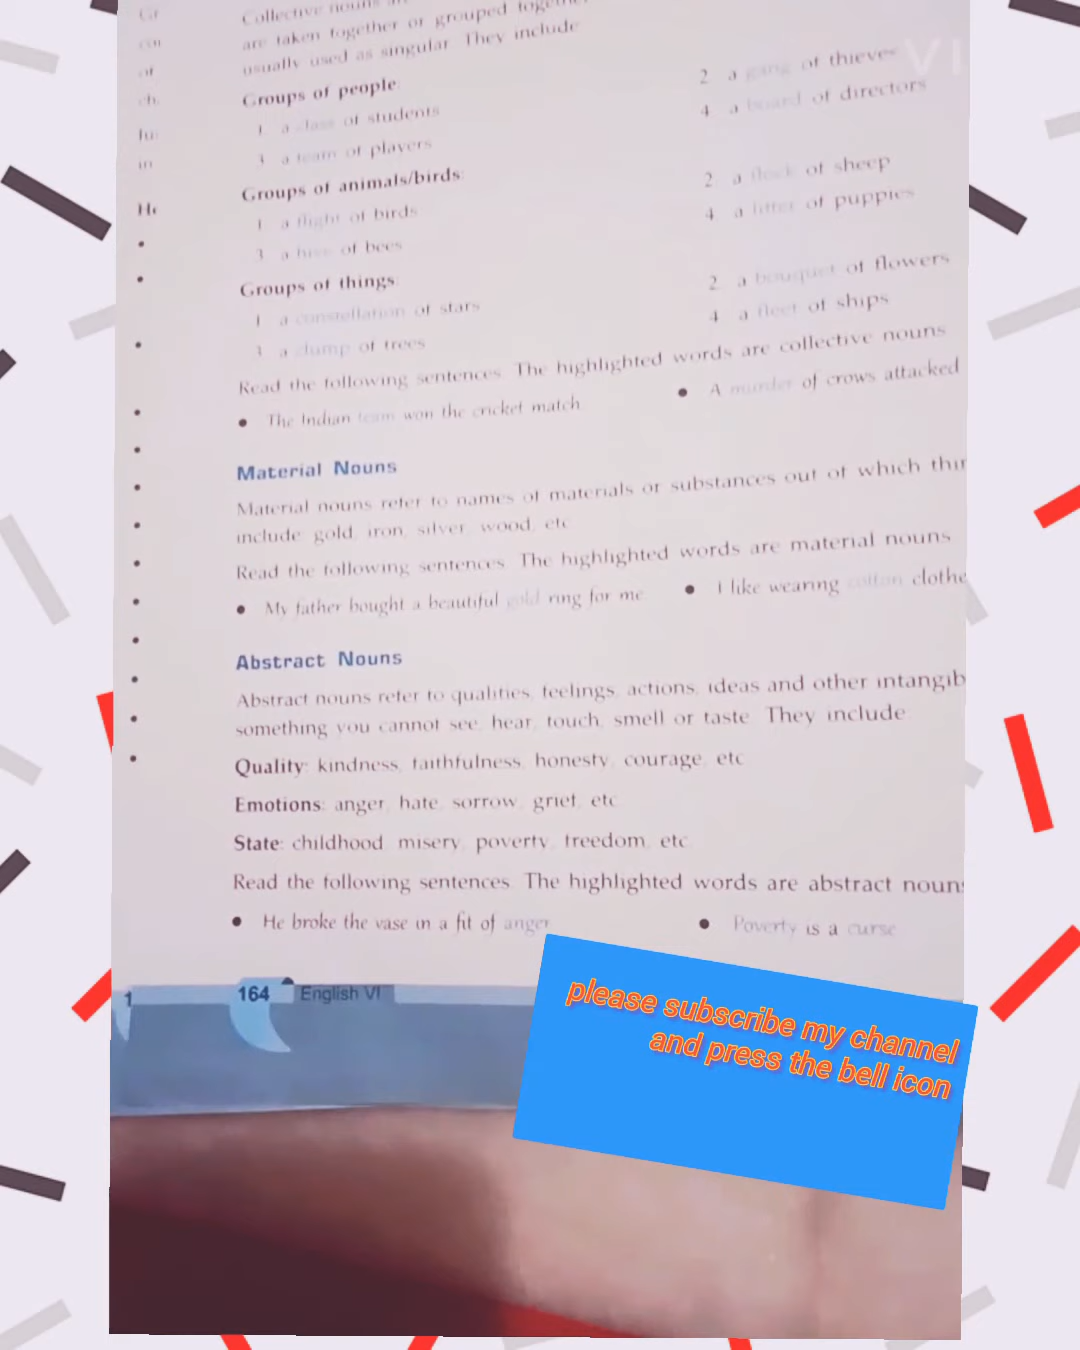 Collective nouns are
are taken together or grouped together
usually used as singular. They include
Groups of people:
1 a class of students
2 a gang of thieves
3 a team of players
4 a board of directors
Groups of animals/birds:
1 a flight of birds
2 a flock of sheep
3 a hive of bees
4 a litter of puppies
Groups of things:
1 a constellation of stars
2 a bouquet of flowers
3 a clump of trees
4 a fleet of ships
Read the following sentences. The highlighted words are collective nouns
• The Indian team won the cricket match
• A murder of crows attacked
Material Nouns
Material nouns refer to names of materials or substances out of which
include gold, iron, silver, wood, etc
Read the following sentences. The highlighted words are material nouns
• My father bought a beautiful gold ring for me
• I like wearing cotton clothe
Abstract Nouns
Abstract nouns refer to qualities, feelings, actions, ideas and other intangib
something you cannot see, hear, touch, smell or taste. They include
Quality: kindness, faithfulness, honesty, courage, etc
Emotions: anger, hate, sorrow, grief, etc
State: childhood, misery, poverty, freedom, etc
Read the following sentences. The highlighted words are abstract nouns
• He broke the vase in a fit of anger
• Poverty is a curse
164 English VI
please subscribe my channel
and press the bell icon
VI